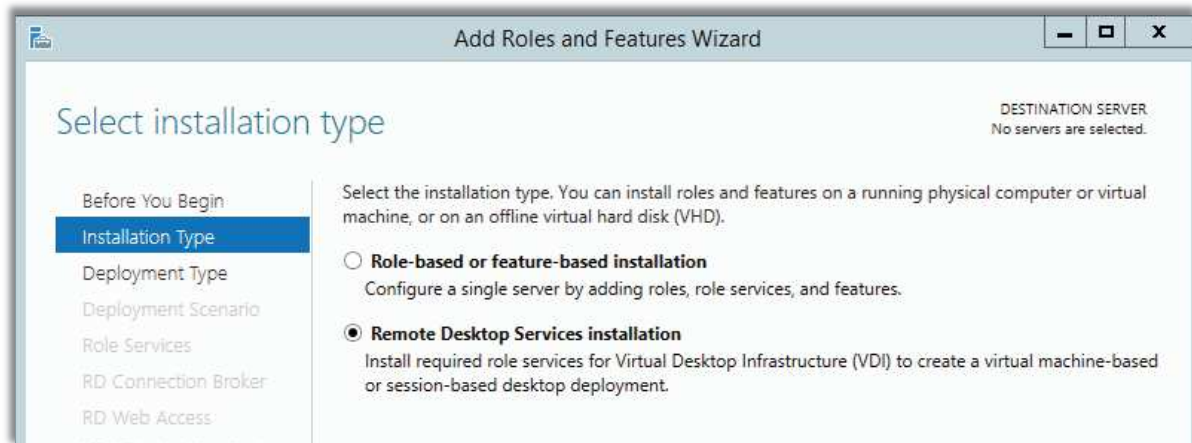 Add Roles and Features Wizard
Select installation type
DESTINATION SERVER
No servers are selected.
Before You Begin
Installation Type
Deployment Type
Deployment Scenario
Role Services
RD Connection Broker
RD Web Access
Select the installation type. You can install roles and features on a running physical computer or virtual
machine, or on an offline virtual hard disk (VHD).
Role-based or feature-based installation
Configure a single server by adding roles, role services, and features.
Remote Desktop Services installation
Install required role services for Virtual Desktop Infrastructure (VDI) to create a virtual machine-based
or session-based desktop deployment.